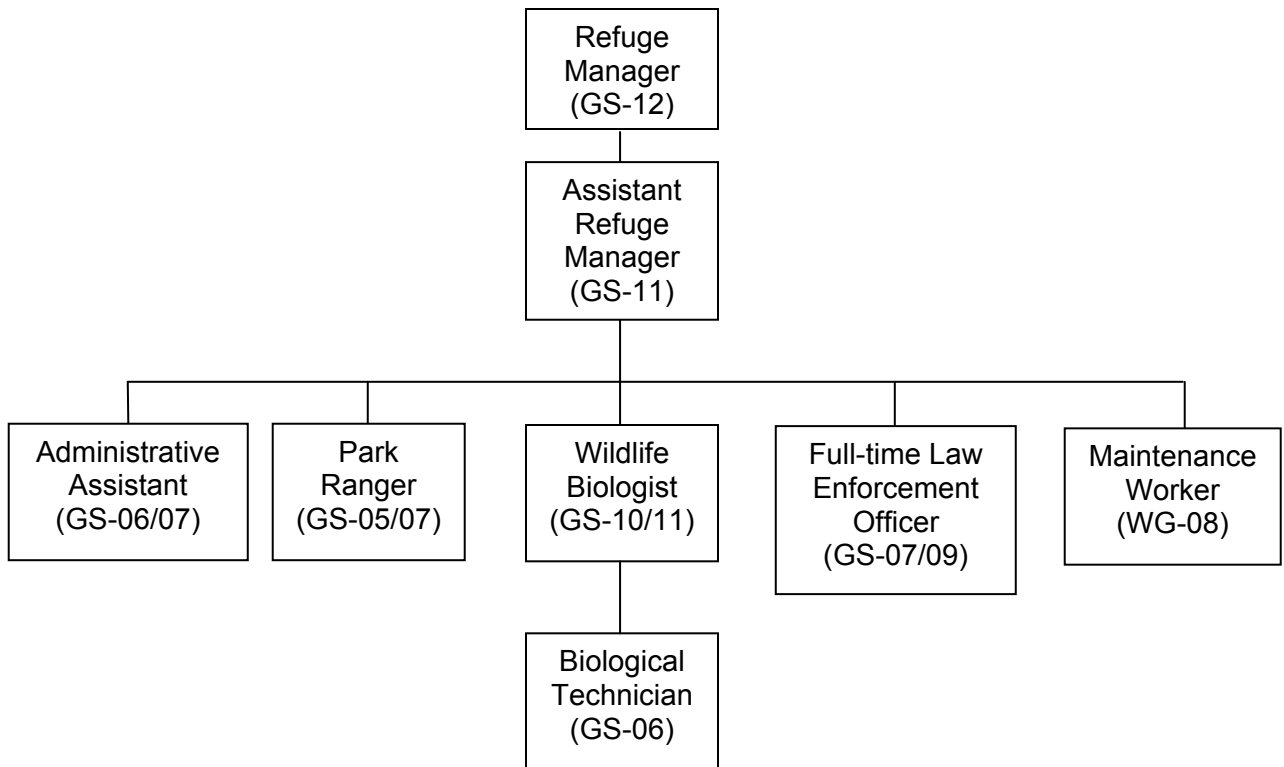 Refuge
Manager
(GS-12)
Assistant
Refuge
Manager
(GS-11)
Administrative
Assistant
(GS-06/07)
Park
Ranger
(GS-05/07)
Wildlife
Biologist
(GS-10/11)
Full-time Law
Enforcement
Officer
(GS-07/09)
Maintenance
Worker
(WG-08)
Biological
Technician
(GS-06)